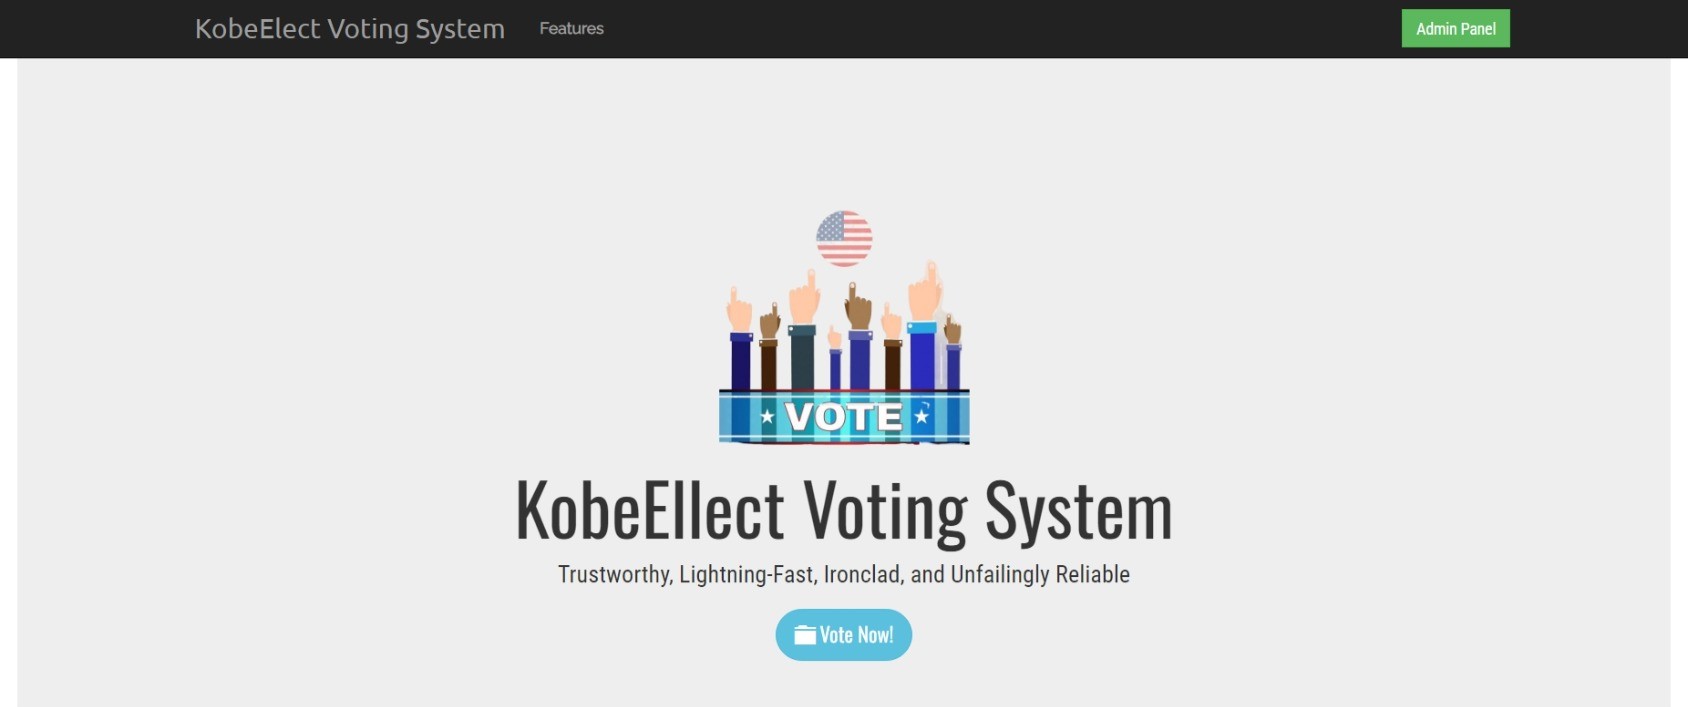 KobeElect Voting System Features Admin Panel
VOTE
KobeEllect Voting System
Trustworthy, Lightning-Fast, Ironclad, and Unfailingly Reliable
Vote Now!